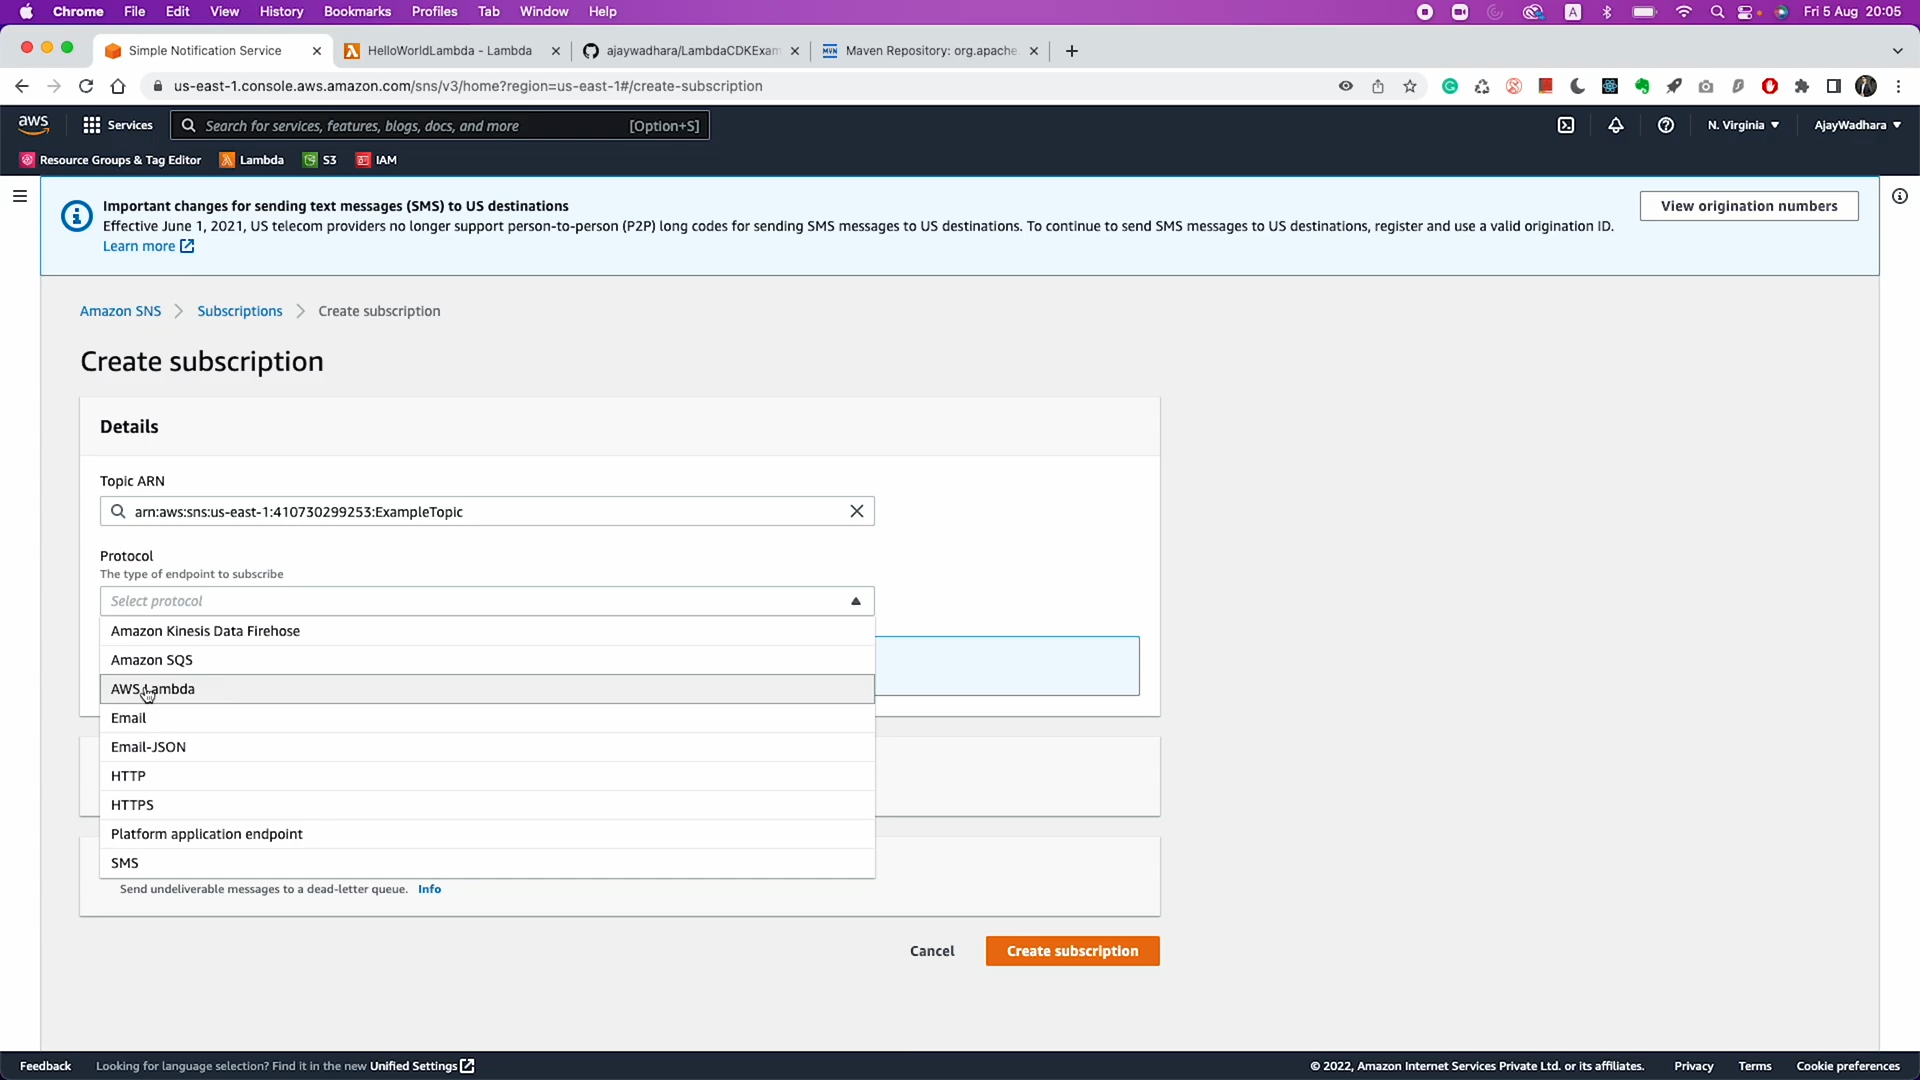 Chrome File Edit View History Bookmarks Profiles Tab Window Help A Fri 5 Aug 20:05
Simple Notification Service HelloWorldLambda - Lambda ajaywadhara/LambdaCDKExam MVN Maven Repository: org.apache.
us-east-1.console.aws.amazon.com/sns/v3/home?region=us-east-1#/create-subscription
aws Services Search for services, features, blogs, docs, and more [Option+S] N. Virginia AjayWadhara
Resource Groups & Tag Editor Lambda S3 IAM
Important changes for sending text messages (SMS) to US destinations
Effective June 1, 2021, US telecom providers no longer support person-to-person (P2P) long codes for sending SMS messages to US destinations. To continue to send SMS messages to US destinations, register and use a valid origination ID.
Learn more
View origination numbers
Amazon SNS Subscriptions Create subscription
Create subscription
Details
Topic ARN
arn:aws:sns:us-east-1:410730299253:ExampleTopic
Protocol
The type of endpoint to subscribe
Select protocol
Amazon Kinesis Data Firehose
Amazon SQS
AWS Lambda
Email
Email-JSON
HTTP
HTTPS
Platform application endpoint
SMS
Send undeliverable messages to a dead-letter queue. Info
Cancel Create subscription
Feedback Looking for language selection? Find it in the new Unified Settings © 2022, Amazon Internet Services Private Ltd. or its affiliates. Privacy Terms Cookie preferences